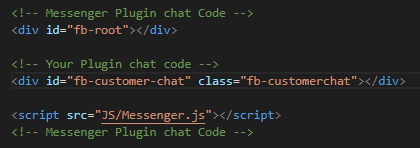 <!-- Messenger Plugin chat Code -->
<div id="fb-root"></div>
<!-- Your Plugin chat code -->
<div id="fb-customer-chat" class="fb-customerchat"></div>
<script src="JS/Messenger.js"></script>
<!-- Messenger Plugin chat Code -->